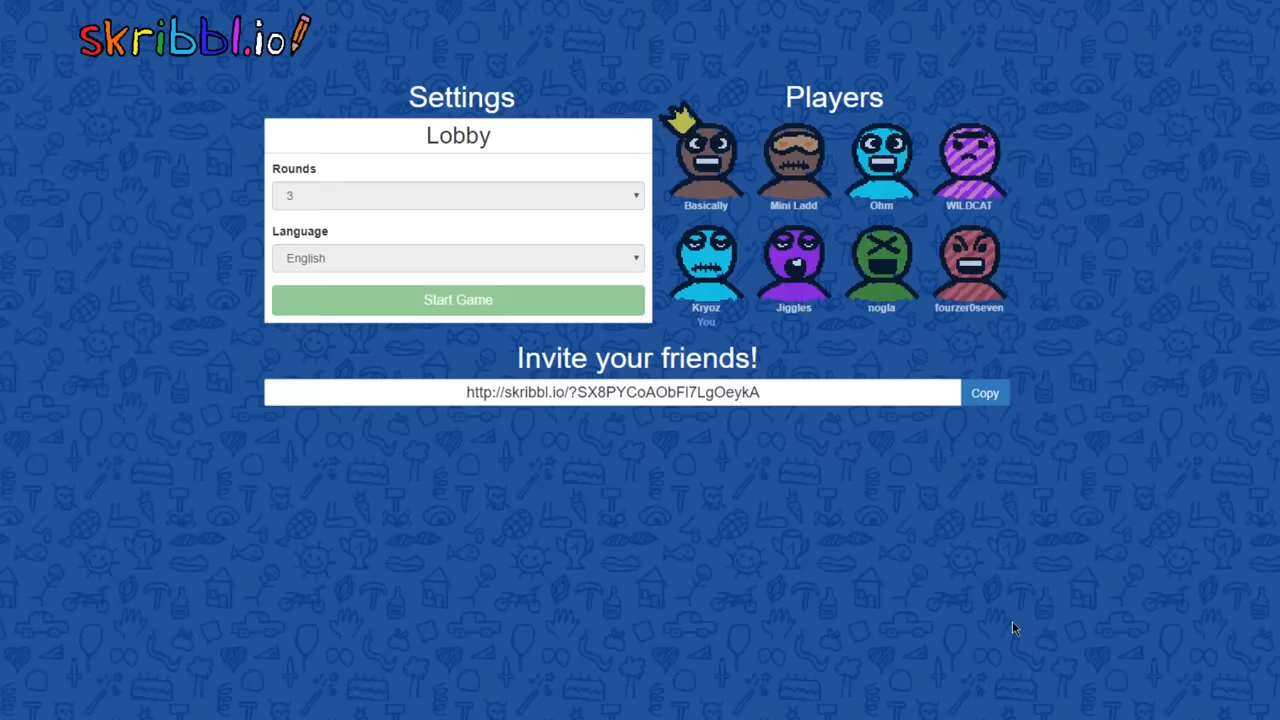 skribbl.io
Settings
Players
Lobby
Rounds
3
Language
English
Start Game
Basically
Mini Ladd
Ohm
WILDCAT
Kryoz
You
Jiggles
nogla
fourzer0seven
Invite your friends!
http://skribbl.io/?SX8PYCoAObFl7LgOeykA
Copy